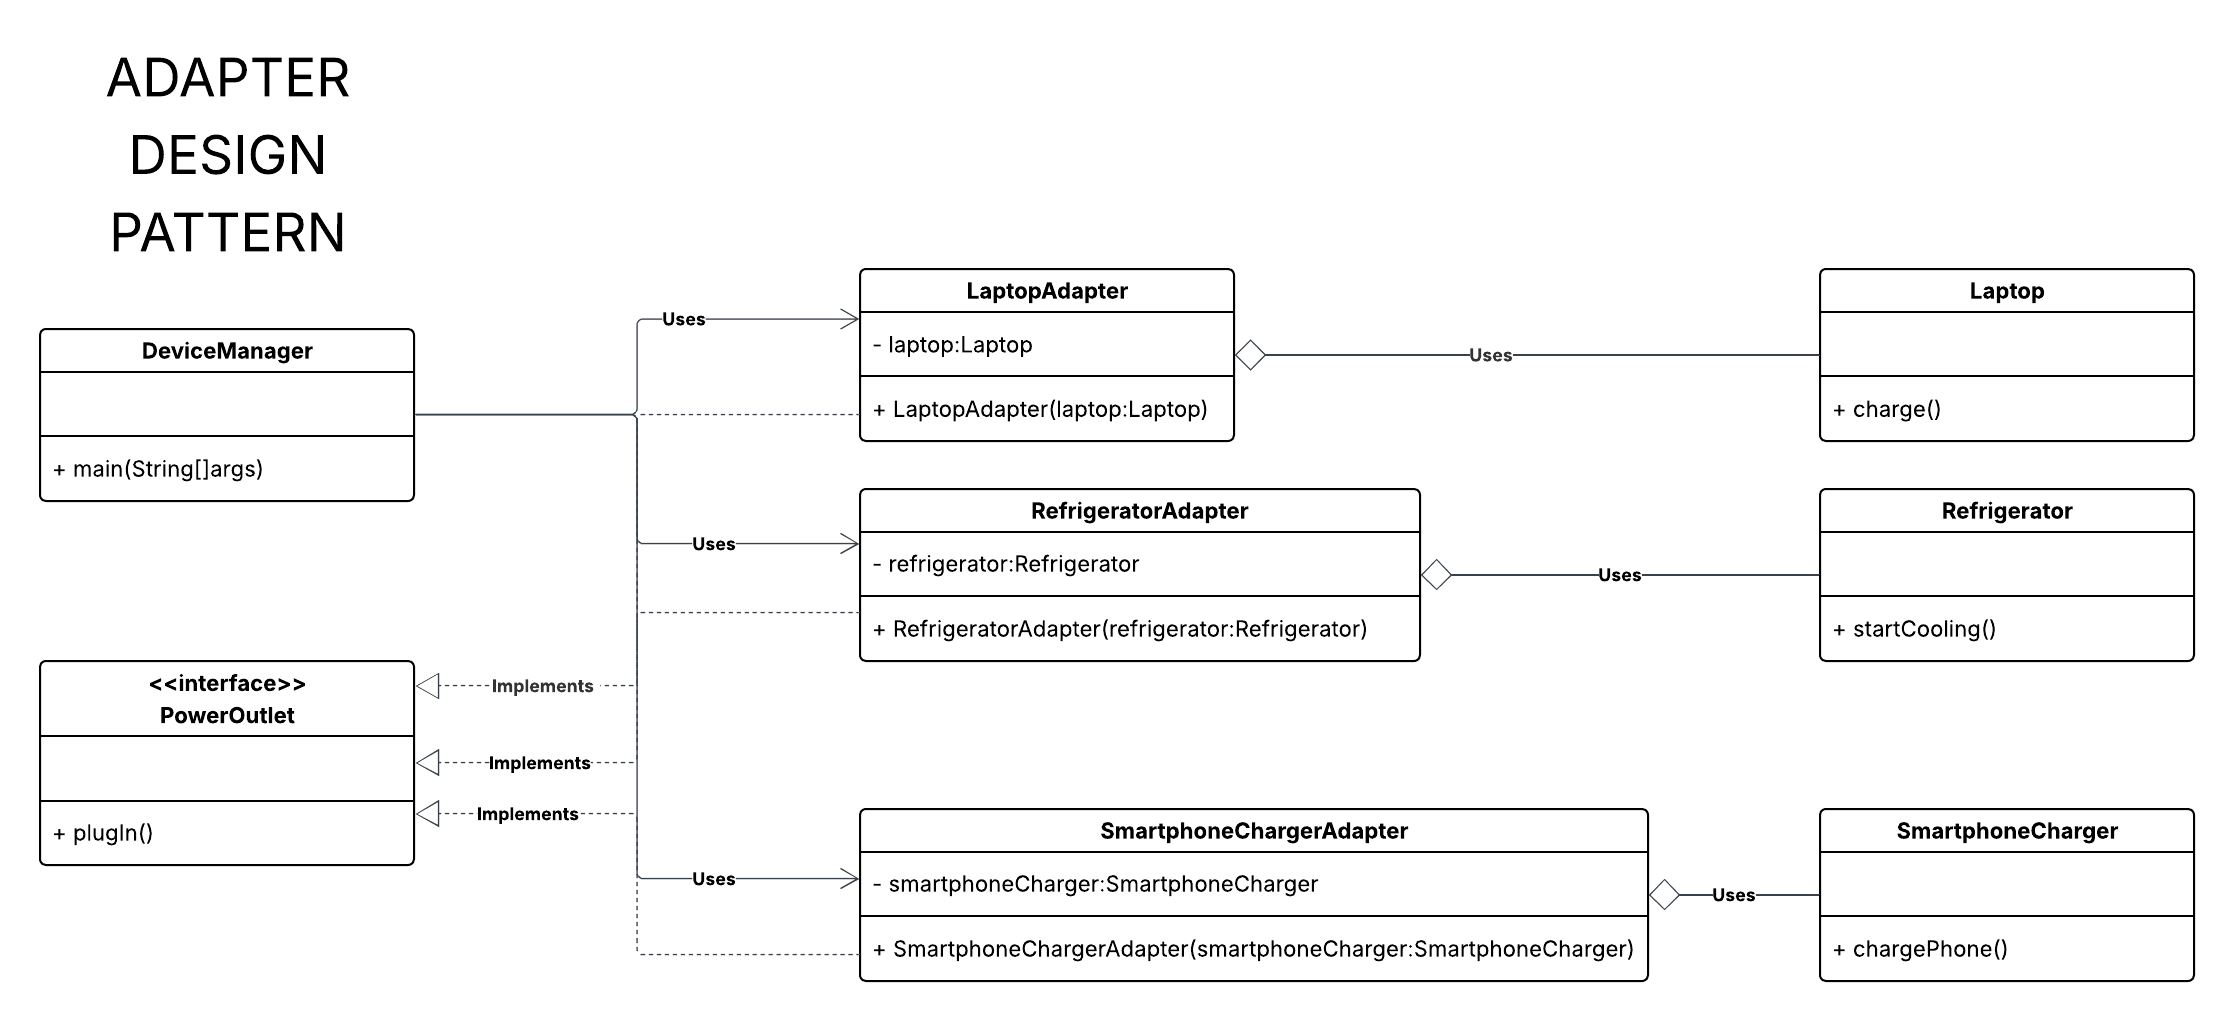 ADAPTER
DESIGN
PATTERN
DeviceManager
+ main(String[]args)
<<interface>>
PowerOutlet
+ plugIn()
Uses
Uses
Implements
Implements
Implements
Uses
LaptopAdapter
- laptop:Laptop
+ LaptopAdapter(laptop:Laptop)
Uses
Laptop
+ charge()
RefrigeratorAdapter
- refrigerator:Refrigerator
+ RefrigeratorAdapter(refrigerator:Refrigerator)
Uses
Refrigerator
+ startCooling()
SmartphoneChargerAdapter
- smartphoneCharger:SmartphoneCharger
+ SmartphoneChargerAdapter(smartphoneCharger:SmartphoneCharger)
Uses
SmartphoneCharger
+ chargePhone()